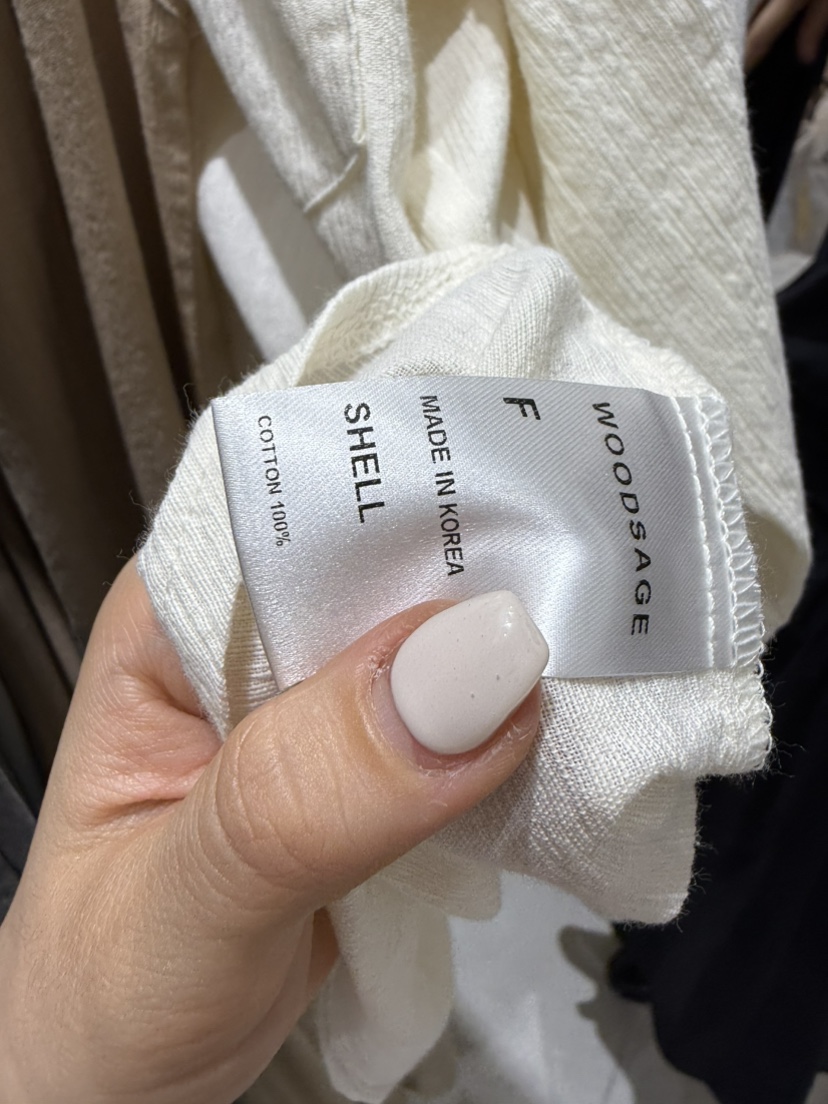 WOODSAGE
F
MADE IN KOREA
SHELL
COTTON 100%